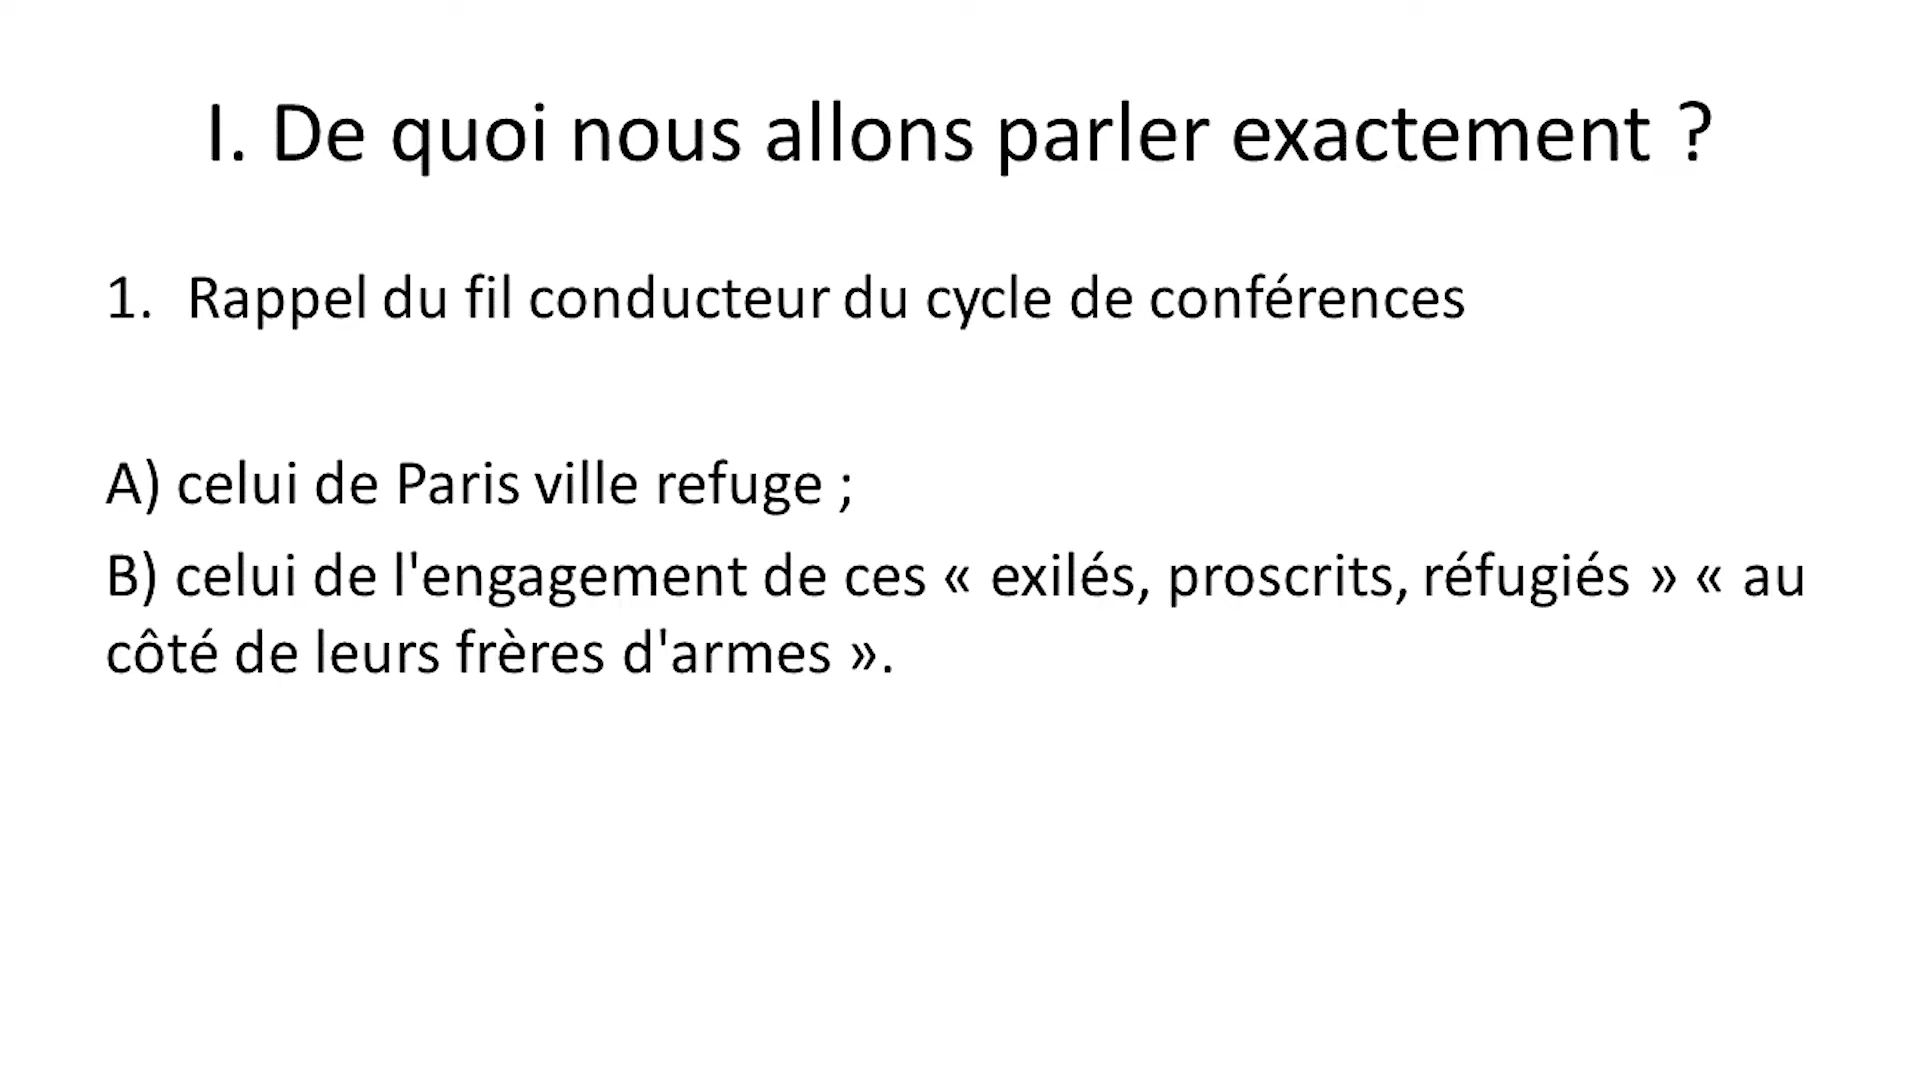 I. De quoi nous allons parler exactement ?
1. Rappel du fil conducteur du cycle de conférences
A) celui de Paris ville refuge ;
B) celui de l'engagement de ces « exilés, proscrits, réfugiés » « au
côté de leurs frères d'armes ».